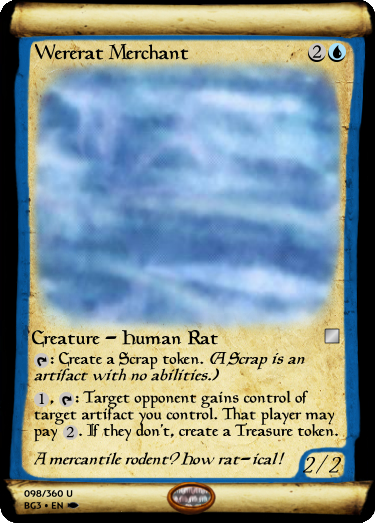 Wererat Merchant 2
Creature – Human Rat
: Create a Scrap token. (A Scrap is an
artifact with no abilities.)
1, : Target opponent gains control of
target artifact you control. That player may
pay 2. If they don't, create a Treasure token.
A mercantile rodent? How rat–ical!
2/2
098/360 U
BG3 • EN